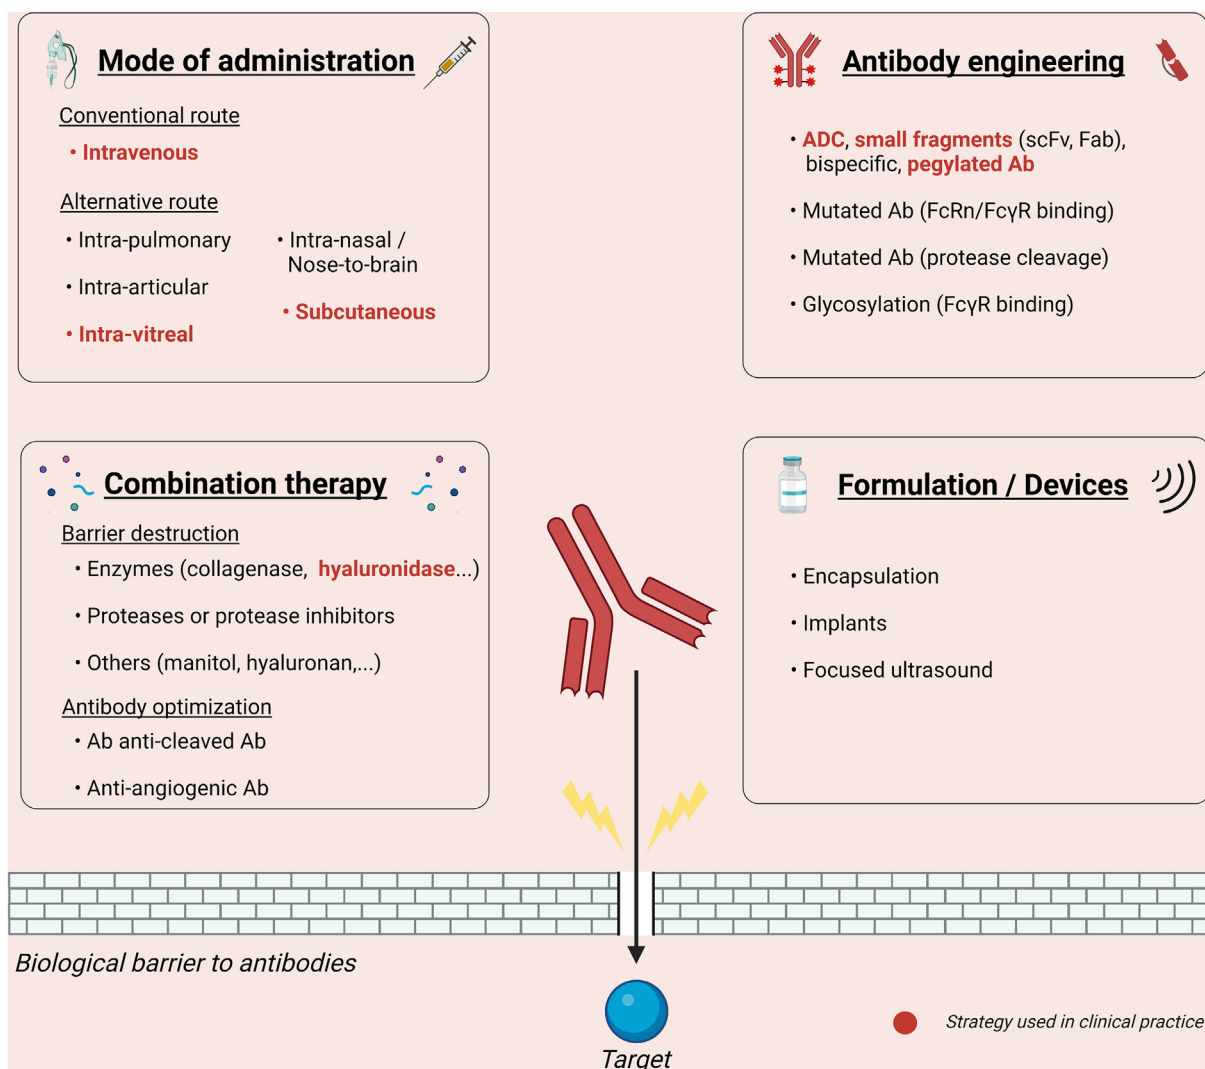 Mode of administration
Conventional route
• Intravenous
Alternative route
• Intra-pulmonary
• Intra-articular
• Intra-vitreal
• Intra-nasal /
Nose-to-brain
• Subcutaneous
Antibody engineering
• ADC, small fragments (scFv, Fab),
bispecific, pegylated Ab
• Mutated Ab (FcRn/FcγR binding)
• Mutated Ab (protease cleavage)
• Glycosylation (FcγR binding)
Combination therapy
Barrier destruction
• Enzymes (collagenase, hyaluronidase...)
• Proteases or protease inhibitors
• Others (manitol, hyaluronan,...)
Antibody optimization
• Ab anti-cleaved Ab
• Anti-angiogenic Ab
Formulation / Devices
• Encapsulation
• Implants
• Focused ultrasound
Biological barrier to antibodies
Target
Strategy used in clinical practice